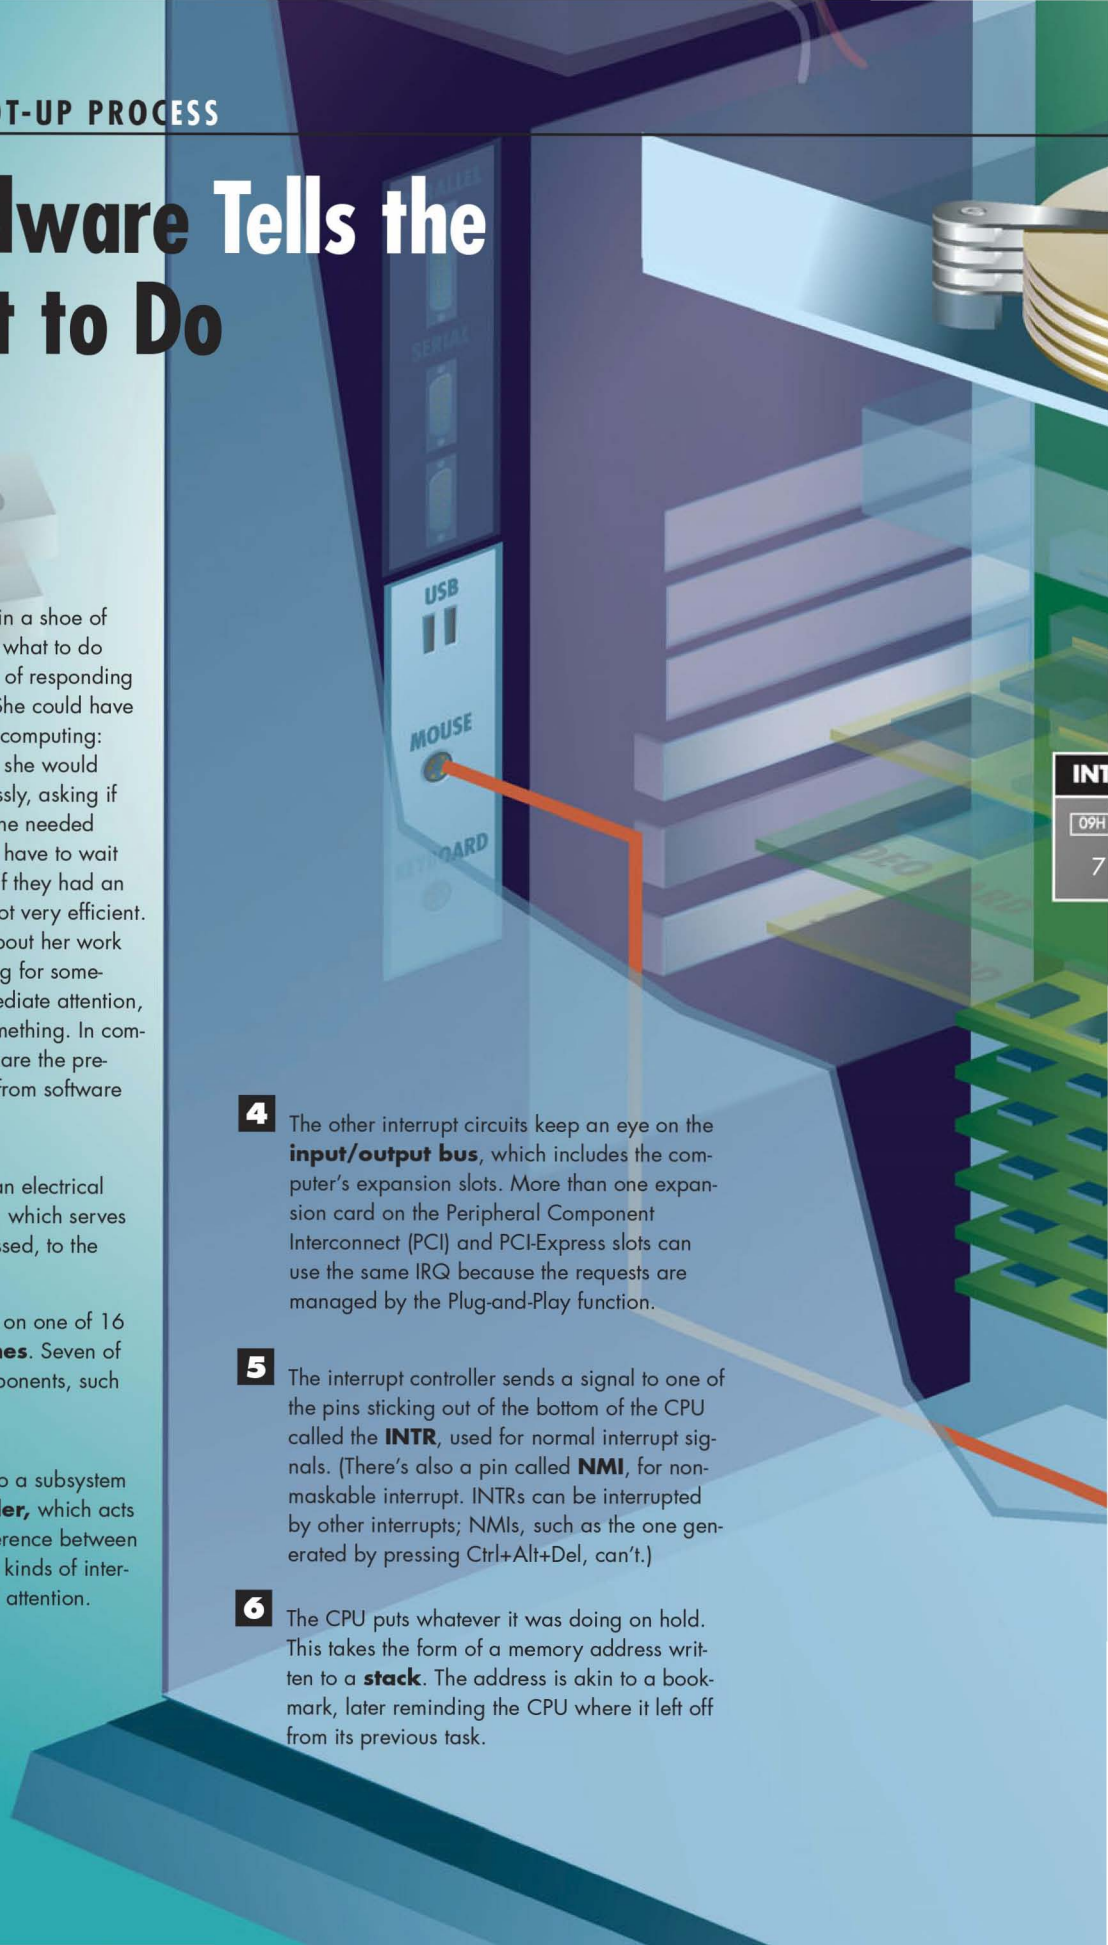 OT-UP PROCESS
dware Tells the
t to Do
in a shoe of
what to do
of responding
She could have
computing:
she would
ssly, asking if
ne needed
have to wait
if they had an
ot very efficient.
bout her work
g for some-
ediate attention,
mething. In com-
are the pre-
from software
an electrical
which serves
ssed, to the
on one of 16
nes. Seven of
ponents, such
o a subsystem
ler, which acts
erence between
kinds of inter-
attention.
PARALLEL
SERIAL
USB
MOUSE
KEYBOARD
VIDEO CARD
INT
09H
7
4
The other interrupt circuits keep an eye on the
input/output bus, which includes the com-
puter's expansion slots. More than one expan-
sion card on the Peripheral Component
Interconnect (PCI) and PCI-Express slots can
use the same IRQ because the requests are
managed by the Plug-and-Play function.
5
The interrupt controller sends a signal to one of
the pins sticking out of the bottom of the CPU
called the INTR, used for normal interrupt sig-
nals. (There's also a pin called NMI, for non-
maskable interrupt. INTRs can be interrupted
by other interrupts; NMIs, such as the one gen-
erated by pressing Ctrl+Alt+Del, can't.)
6
The CPU puts whatever it was doing on hold.
This takes the form of a memory address writ-
ten to a stack. The address is akin to a book-
mark, later reminding the CPU where it left off
from its previous task.